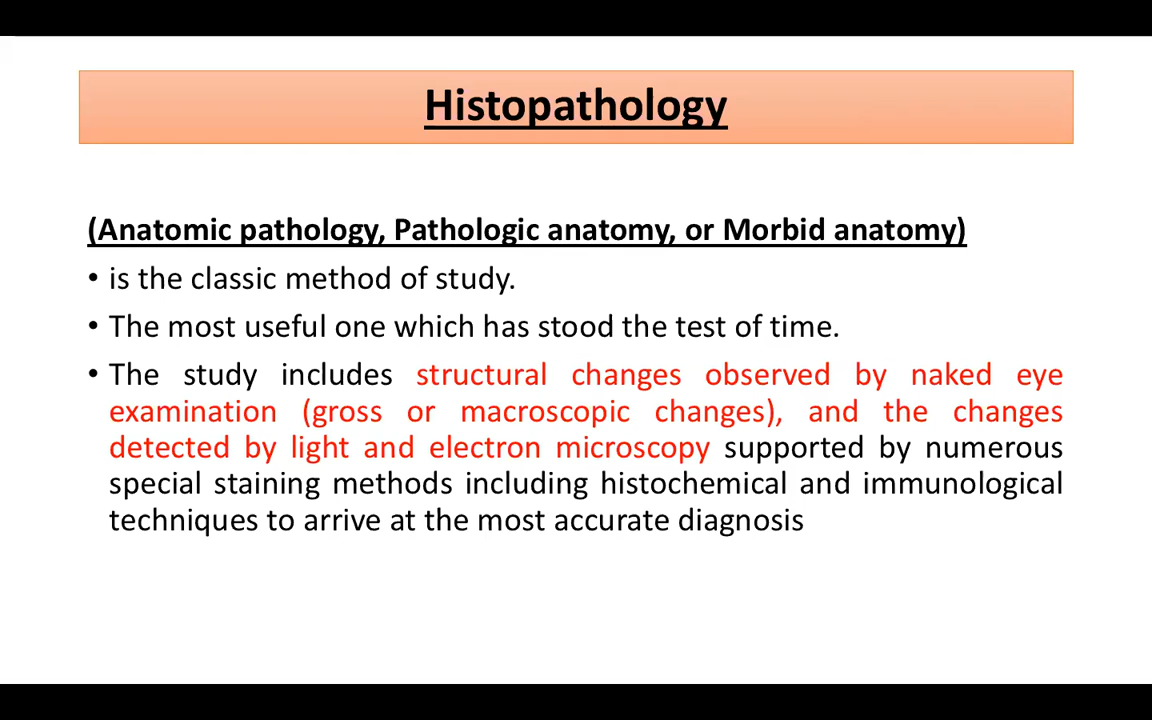 Histopathology
(Anatomic pathology, Pathologic anatomy, or Morbid anatomy)
• is the classic method of study.
• The most useful one which has stood the test of time.
• The study includes structural changes observed by naked eye
examination (gross or macroscopic changes), and the changes
detected by light and electron microscopy supported by numerous
special staining methods including histochemical and immunological
techniques to arrive at the most accurate diagnosis